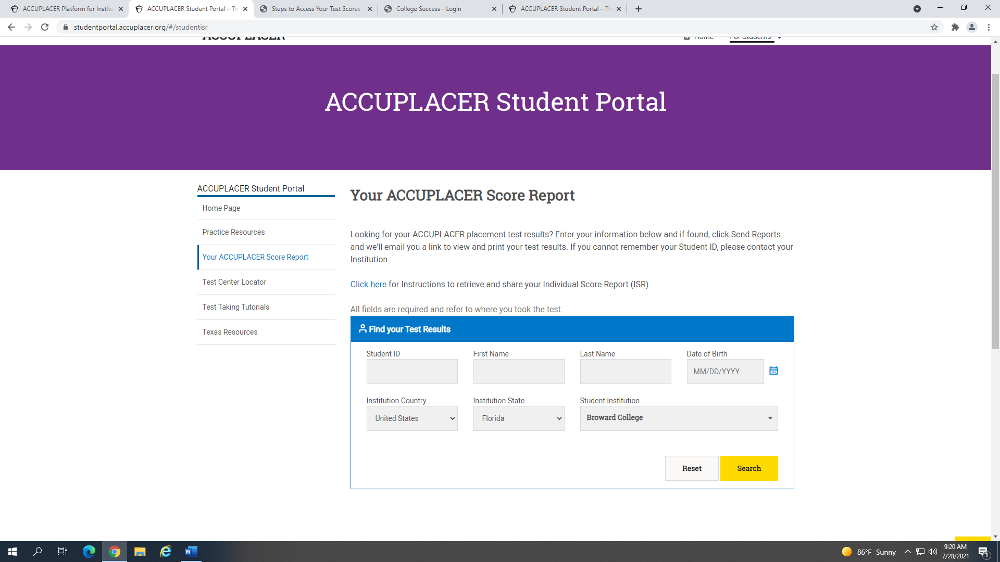 ACCUPLACER Platform for Institu
ACCUPLACER Student Portal – Th
Steps to Access Your Test Scores
College Success - Login
ACCUPLACER Student Portal – Th
studentportal.accuplacer.org/#/studentisr
ACCUPLACER
Home
For Students
ACCUPLACER Student Portal
ACCUPLACER Student Portal
Home Page
Practice Resources
Your ACCUPLACER Score Report
Test Center Locator
Test Taking Tutorials
Texas Resources
Your ACCUPLACER Score Report
Looking for your ACCUPLACER placement test results? Enter your information below and if found, click Send Reports
and we’ll email you a link to view and print your test results. If you cannot remember your Student ID, please contact your
Institution.
Click here for Instructions to retrieve and share your Individual Score Report (ISR).
All fields are required and refer to where you took the test.
Find your Test Results
Student ID
First Name
Last Name
Date of Birth
MM/DD/YYYY
Institution Country
Institution State
Student Institution
United States
Florida
Broward College
Reset
Search
86°F Sunny
9:20 AM
7/28/2021
1